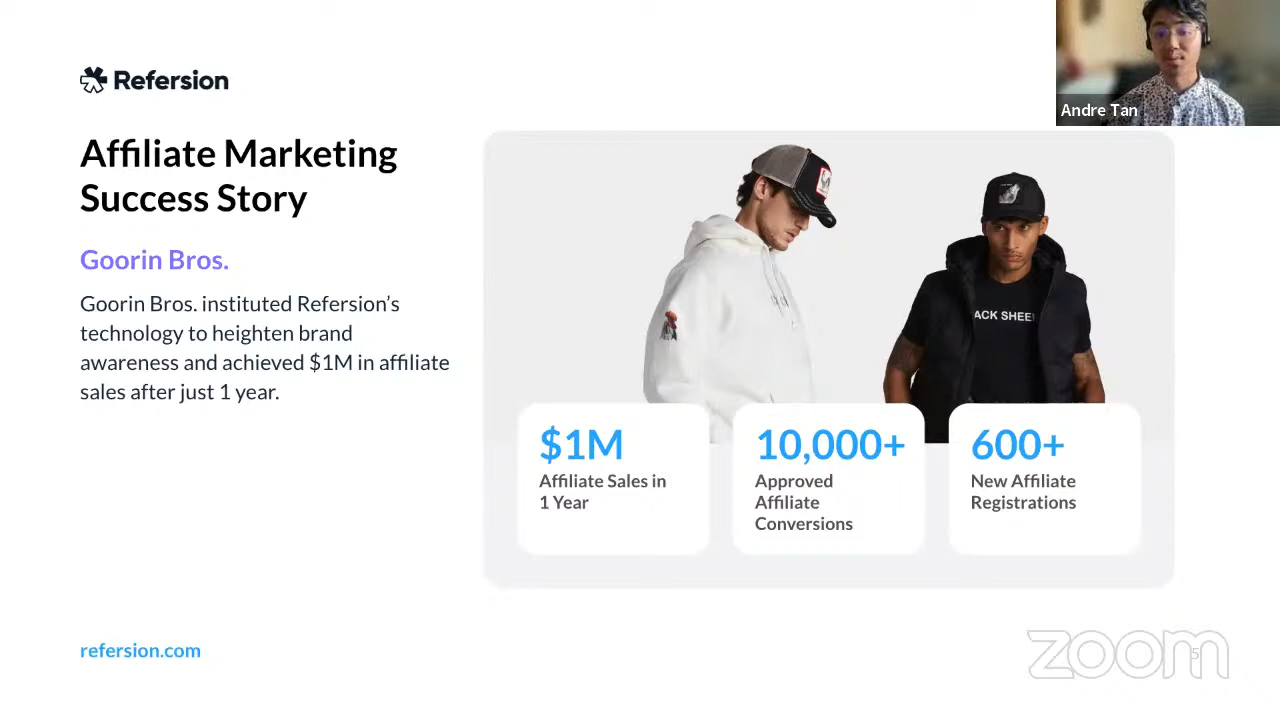 Refersion
Andre Tan
Affiliate Marketing
Success Story
Goorin Bros.
Goorin Bros. instituted Refersion’s
technology to heighten brand
awareness and achieved $1M in affiliate
sales after just 1 year.
ACK SHEE
$1M
Affiliate Sales in
1 Year
10,000+
Approved
Affiliate
Conversions
600+
New Affiliate
Registrations
refersion.com
zoom
5